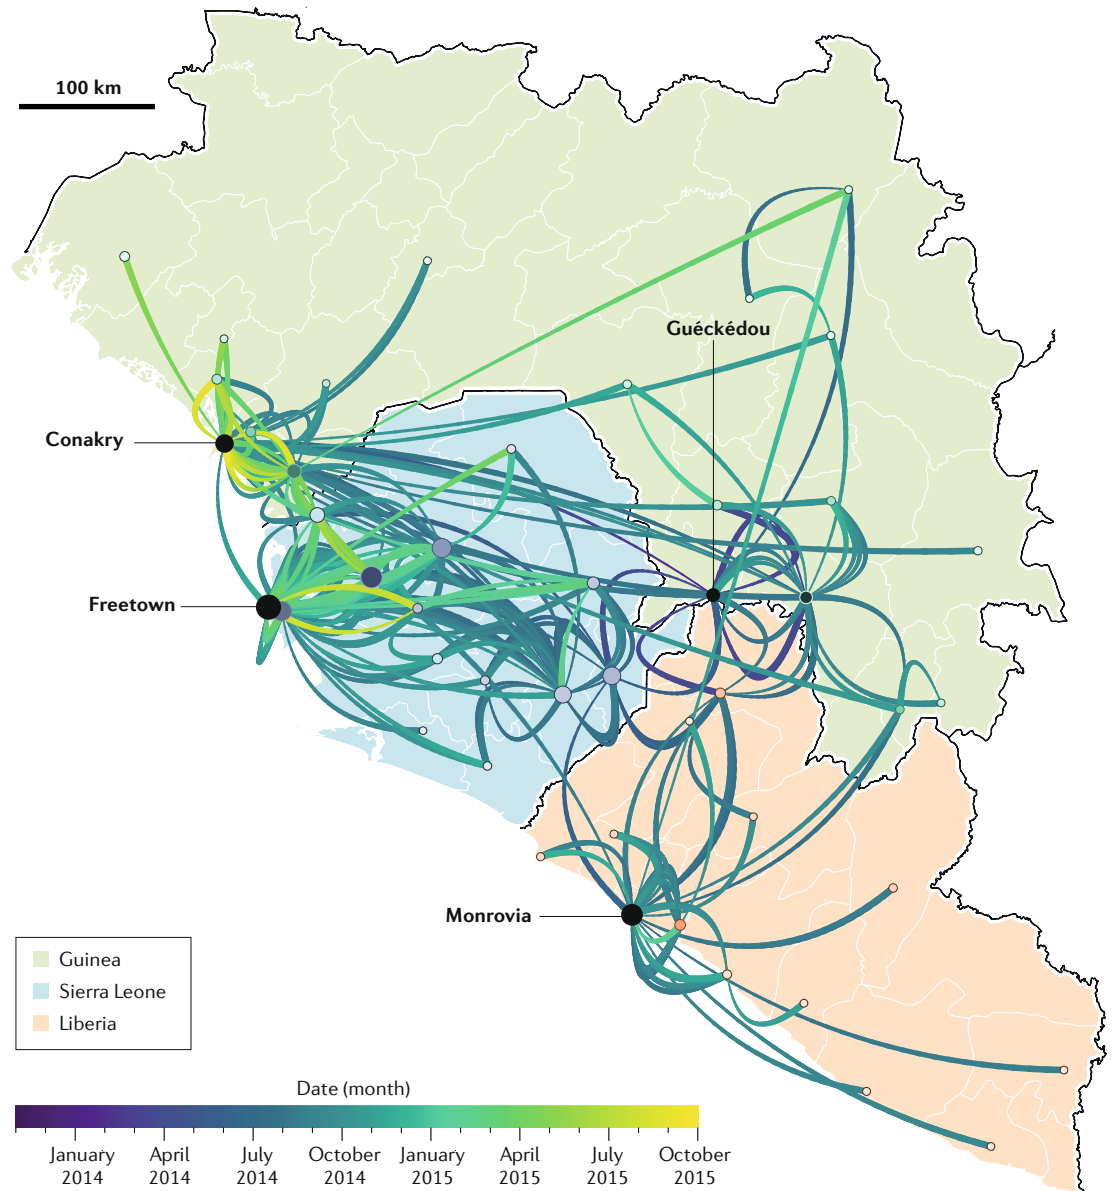 100 km
Guéckédou
Conakry
Freetown
Monrovia
Guinea
Sierra Leone
Liberia
Date (month)
January 2014
April 2014
July 2014
October 2014
January 2015
April 2015
July 2015
October 2015